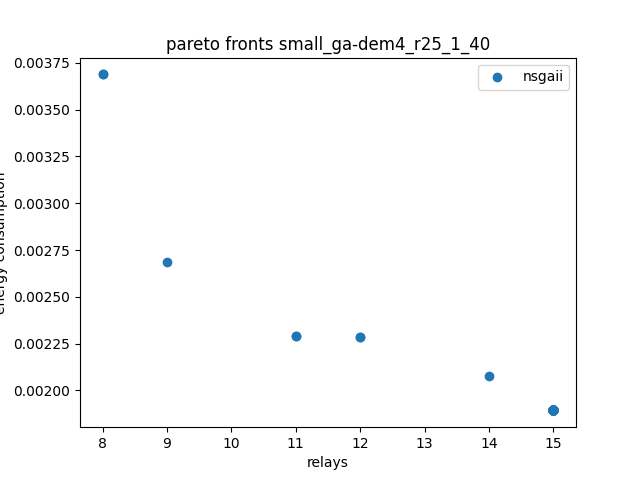 pareto fronts small_ga-dem4_r25_1_40
nsgaii
0.00375
0.00350
0.00325
0.00300
0.00275
0.00250
0.00225
0.00200
energy consumption
8 9 10 11 12 13 14 15
relays